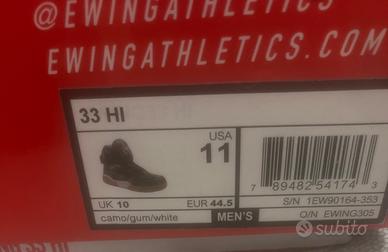 @EWINGATHLETICS
EWINGATHLETICS.COM
33 HI
USA
11
UK 10
EUR 44.5
camo/gum/white
MEN'S
7 89482 54174 3
S/N 1EW90164-353
O/N EWING305
subito